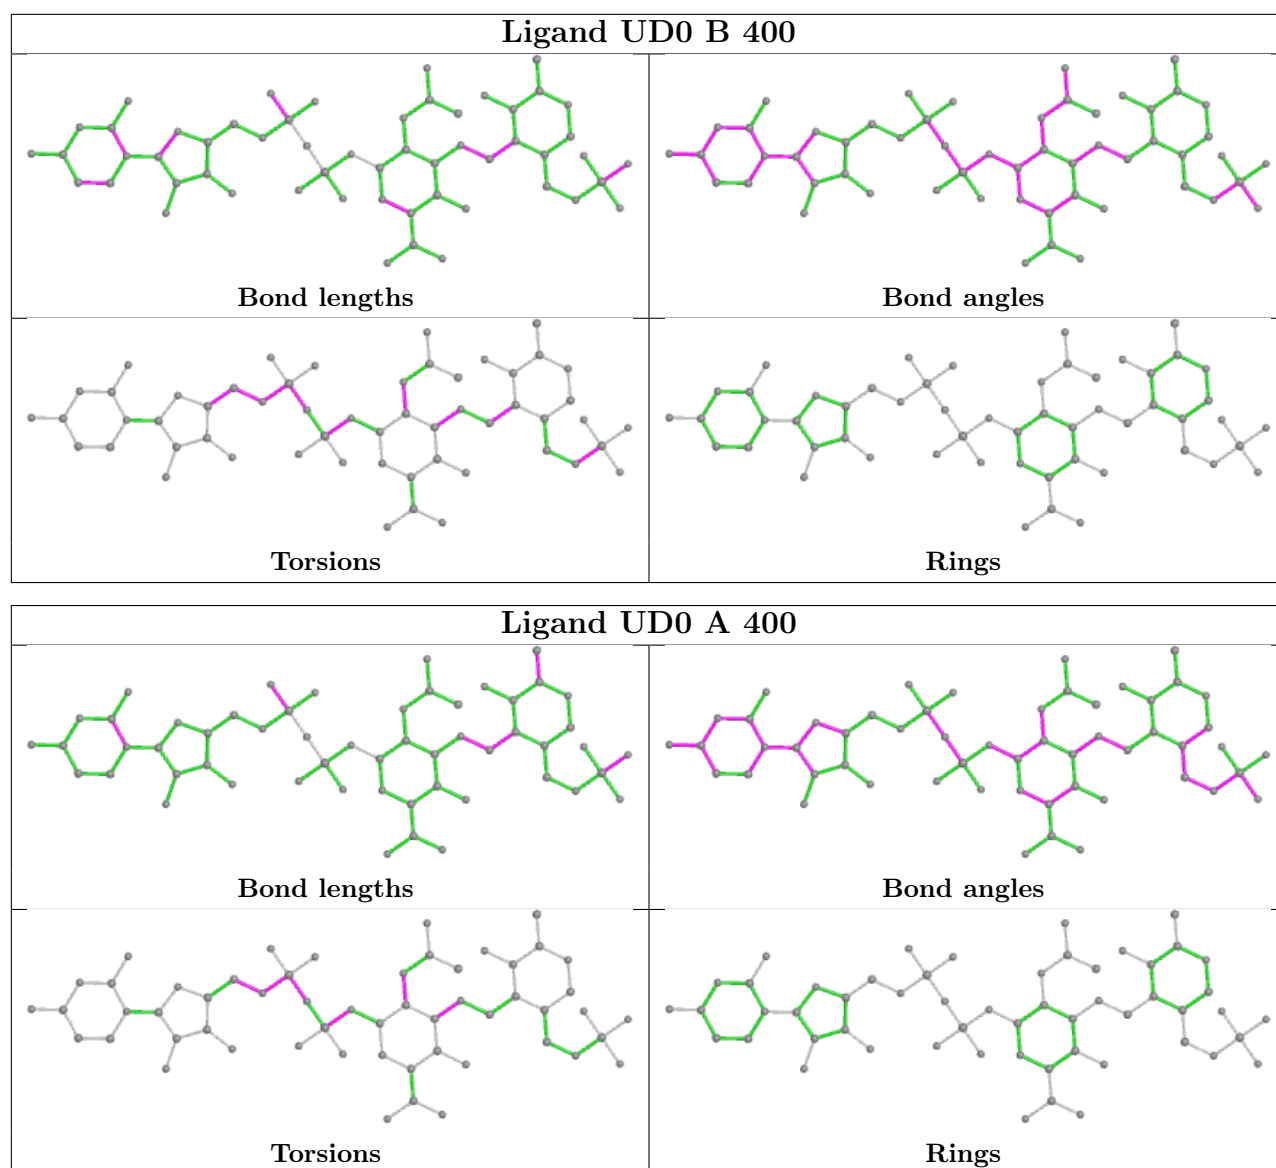 Ligand UD0 B 400
Bond lengths
Bond angles
Torsions
Rings
Ligand UD0 A 400
Bond lengths
Bond angles
Torsions
Rings